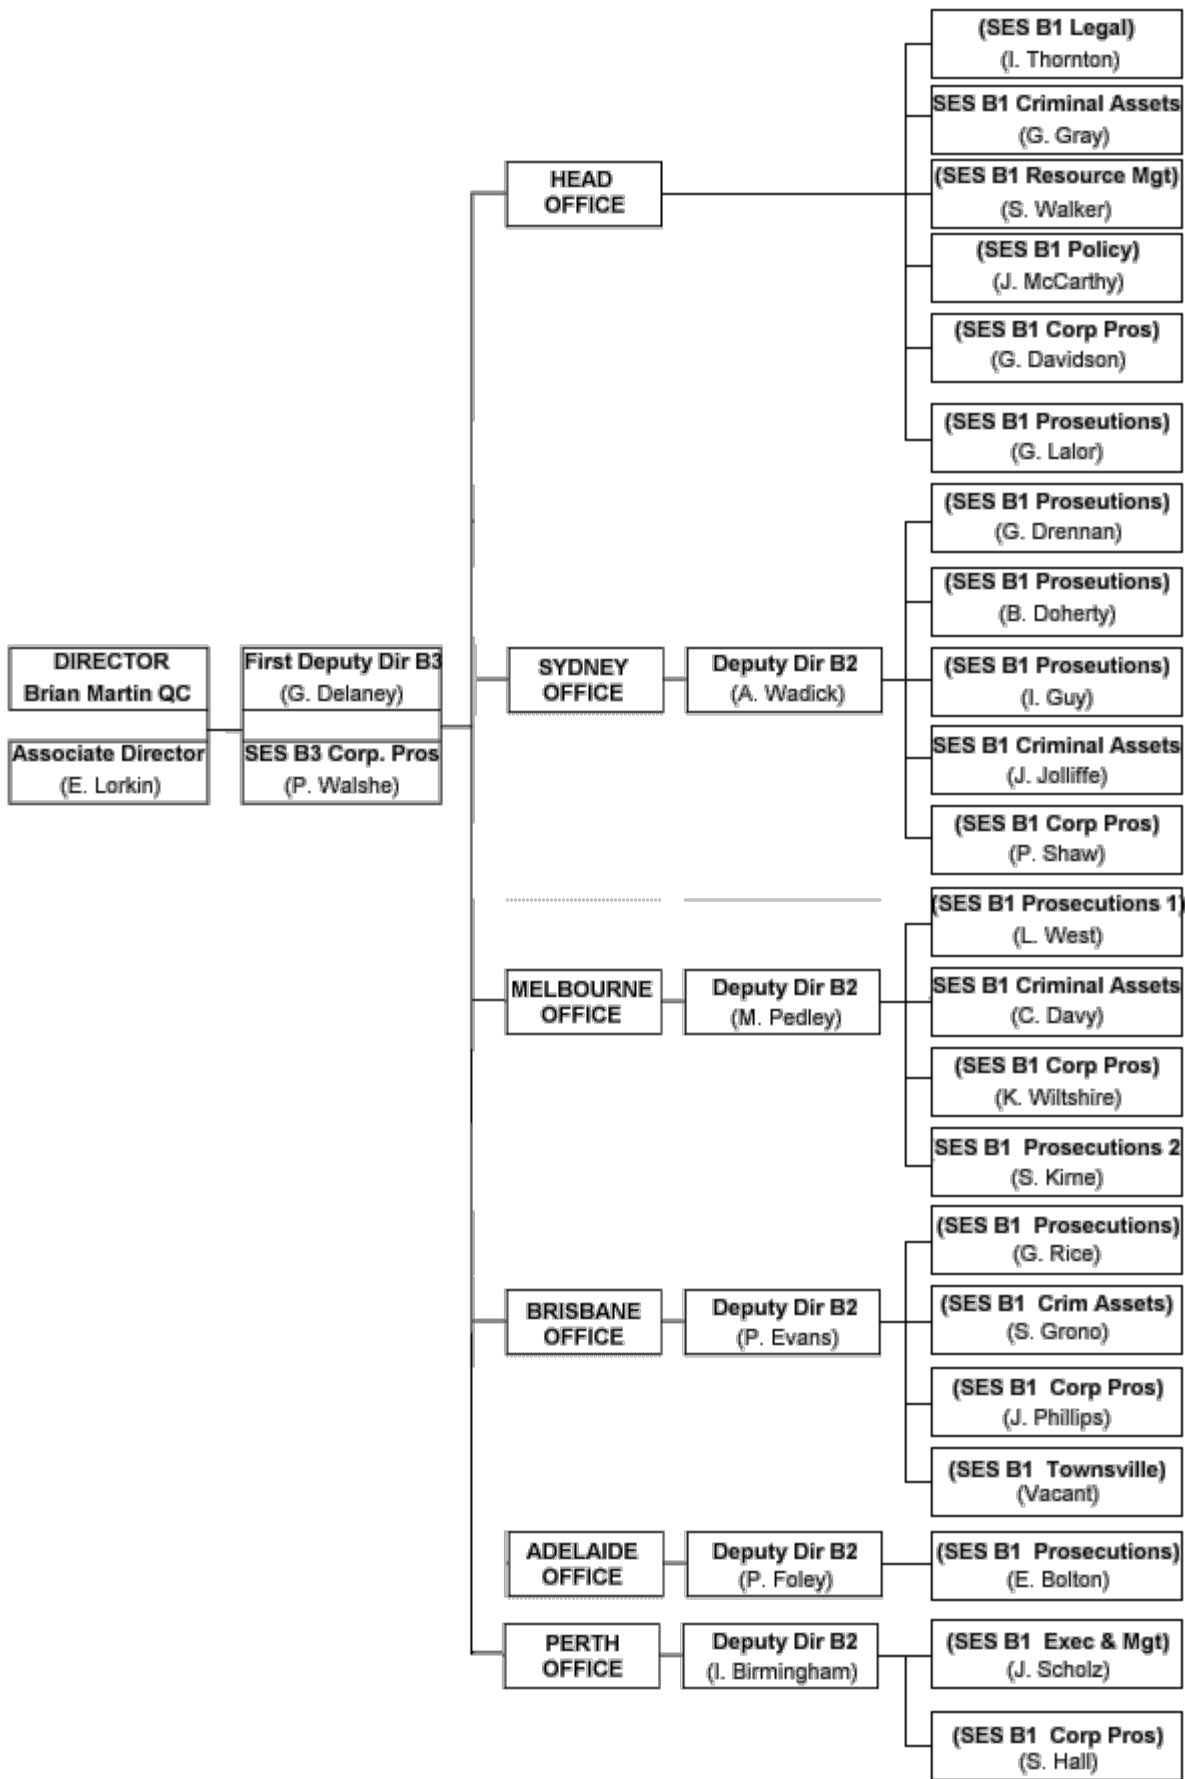 (SES B1 Legal)
(I. Thornton)
SES B1 Criminal Assets
(G. Gray)
HEAD
OFFICE
(SES B1 Resource Mgt)
(S. Walker)
(SES B1 Policy)
(J. McCarthy)
(SES B1 Corp Pros)
(G. Davidson)
(SES B1 Proseutions)
(G. Lalor)
DIRECTOR
Brian Martin QC
Associate Director
(E. Lorkin)
First Deputy Dir B3
(G. Delaney)
SES B3 Corp. Pros
(P. Walshe)
SYDNEY
OFFICE
Deputy Dir B2
(A. Wadick)
(SES B1 Proseutions)
(G. Drennan)
(SES B1 Proseutions)
(B. Doherty)
(SES B1 Proseutions)
(I. Guy)
SES B1 Criminal Assets
(J. Jolliffe)
(SES B1 Corp Pros)
(P. Shaw)
MELBOURNE
OFFICE
Deputy Dir B2
(M. Pedley)
(SES B1 Prosecutions 1)
(L. West)
SES B1 Criminal Assets
(C. Davy)
(SES B1 Corp Pros)
(K. Wiltshire)
SES B1 Prosecutions 2
(S. Kirne)
BRISBANE
OFFICE
Deputy Dir B2
(P. Evans)
(SES B1 Prosecutions)
(G. Rice)
(SES B1 Crim Assets)
(S. Grono)
(SES B1 Corp Pros)
(J. Phillips)
(SES B1 Townsville)
(Vacant)
ADELAIDE
OFFICE
Deputy Dir B2
(P. Foley)
(SES B1 Prosecutions)
(E. Bolton)
PERTH
OFFICE
Deputy Dir B2
(I. Birmingham)
(SES B1 Exec & Mgt)
(J. Scholz)
(SES B1 Corp Pros)
(S. Hall)